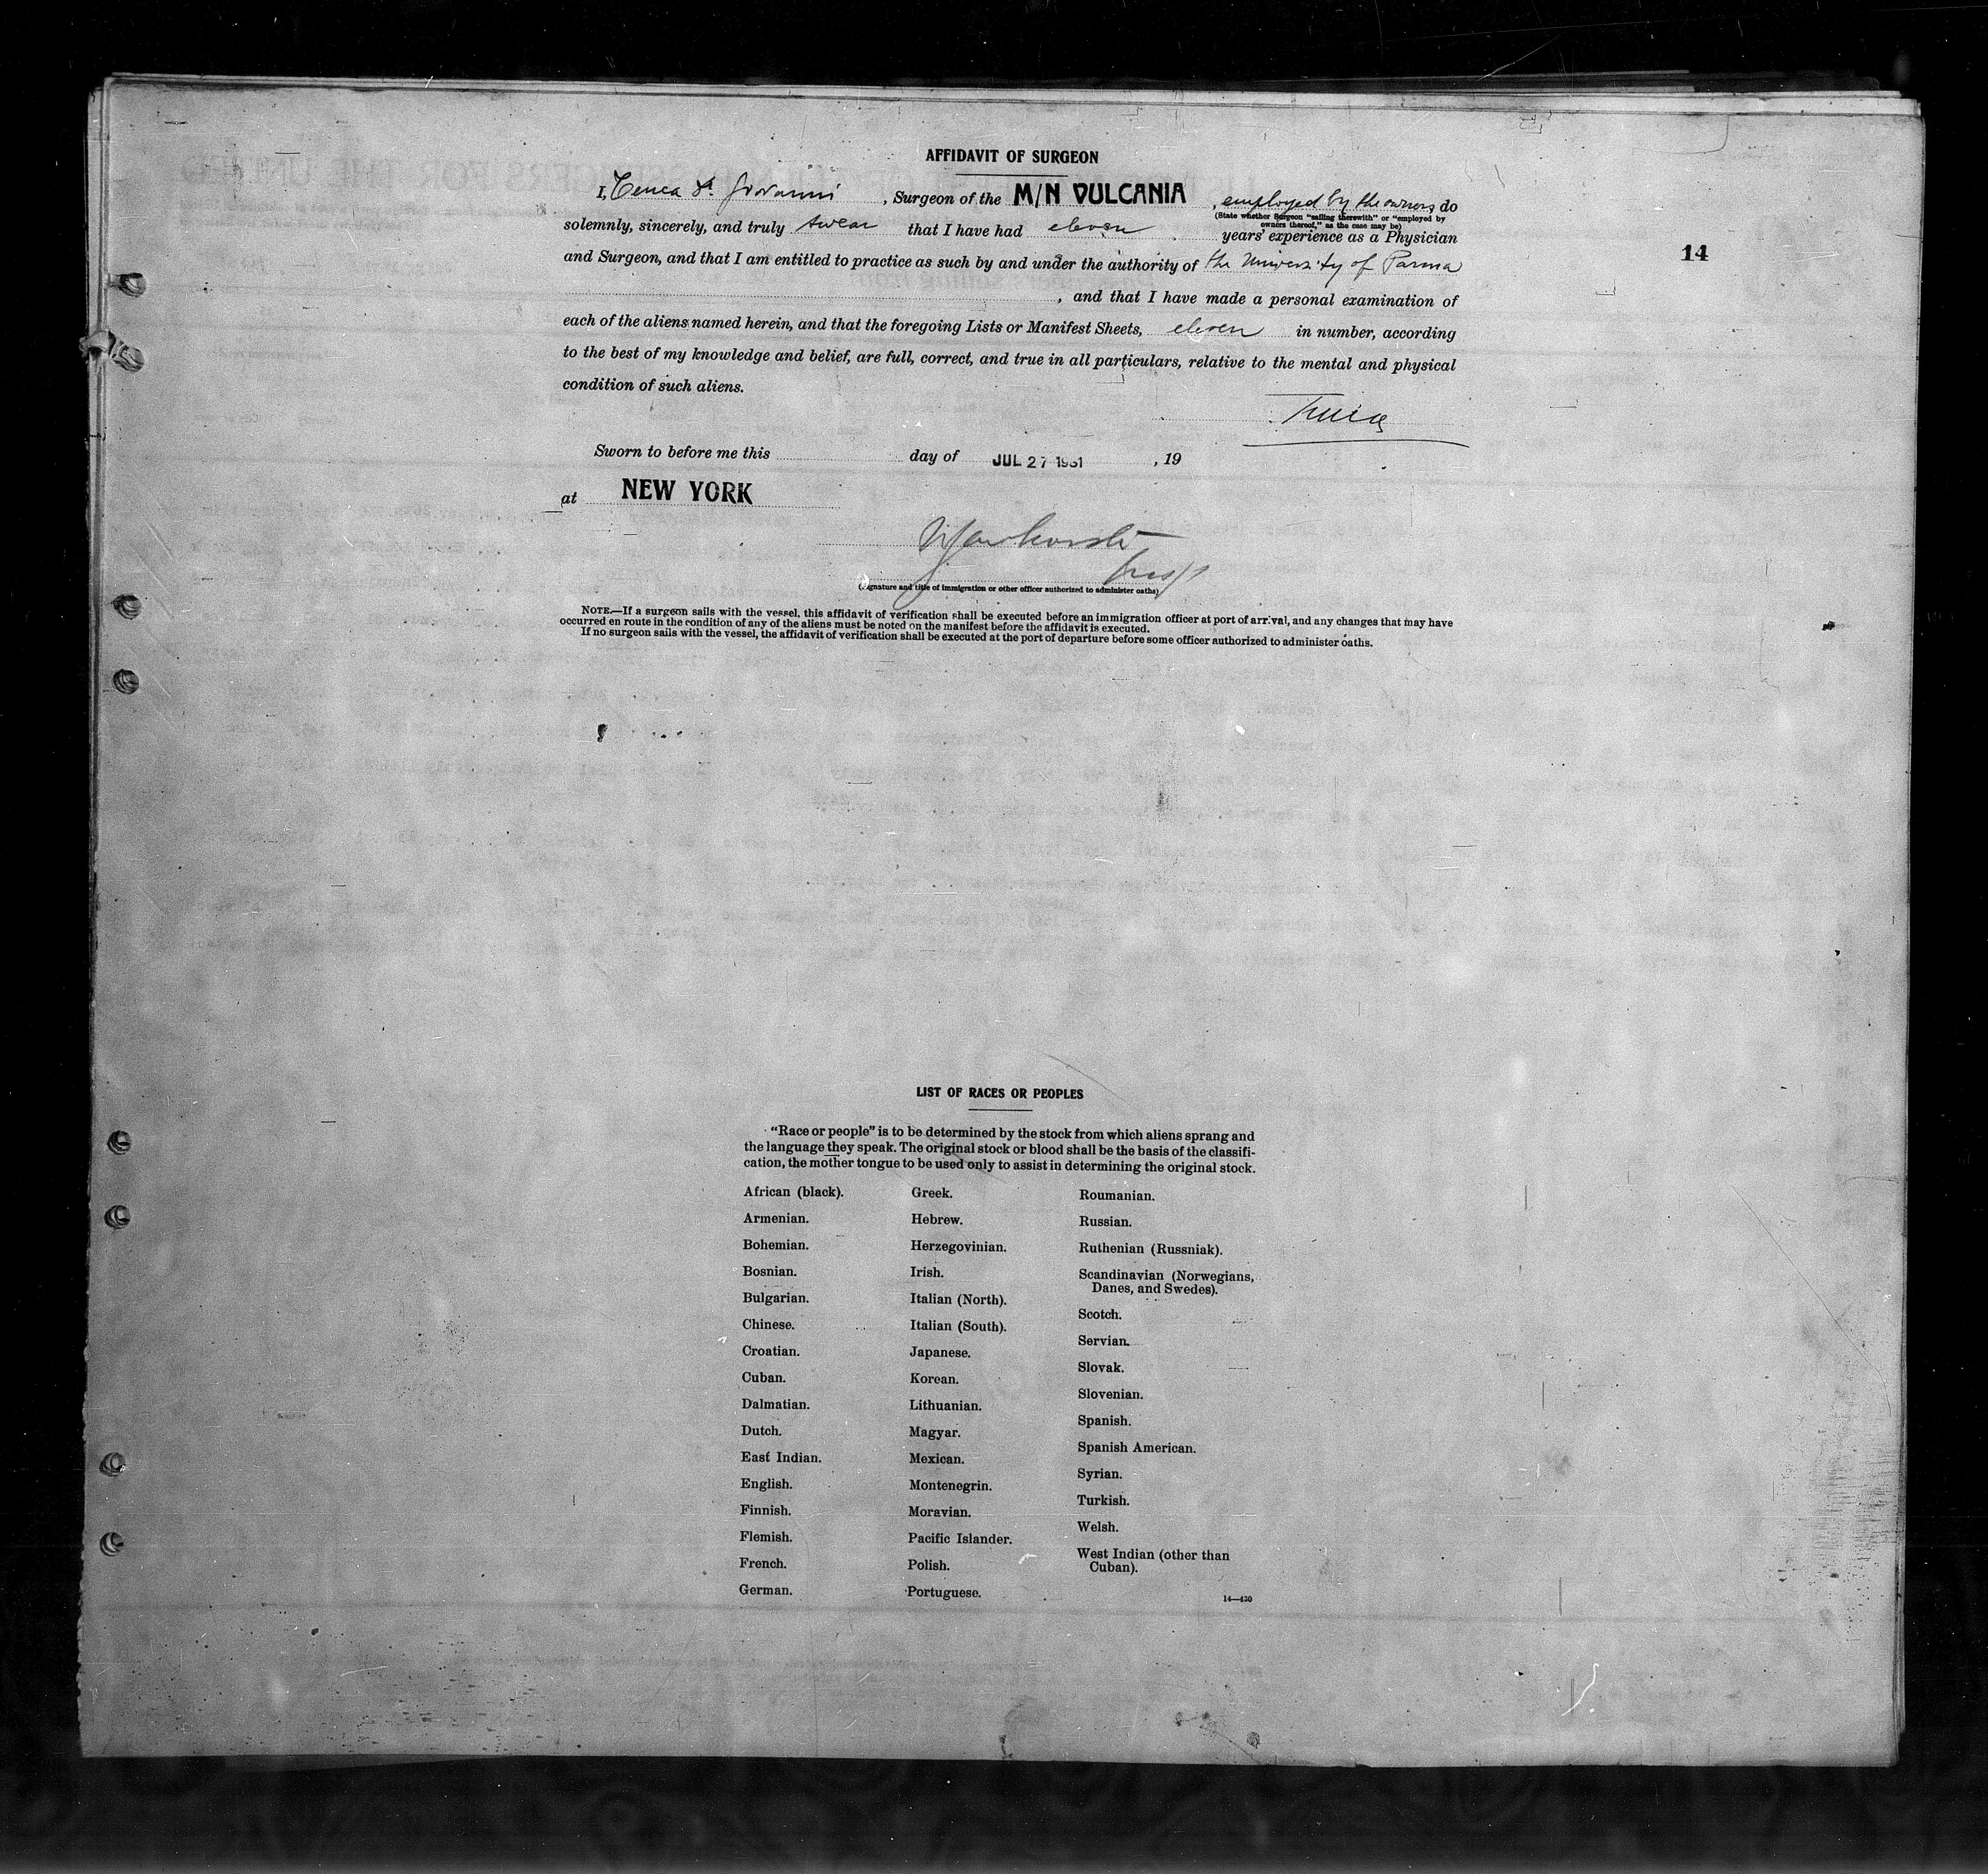 14
AFFIDAVIT OF SURGEON
I, Giovanni, Surgeon of the M/N VULCANIA, employed by the owners do
(State whether Surgeon "sailing therewith" or "employed by
owners thereof," as the case may be)
solemnly, sincerely, and truly swear that I have had eleven years' experience as a Physician
and Surgeon, and that I am entitled to practice as such by and under the authority of the University of Parma
, and that I have made a personal examination of
each of the aliens named herein, and that the foregoing Lists or Manifest Sheets, eleven in number, according
to the best of my knowledge and belief, are full, correct, and true in all particulars, relative to the mental and physical
condition of such aliens.
Sworn to before me this day of JUL 27 1931, 19
at NEW YORK
(Signature and title of immigration or other officer authorized to administer oaths)
NOTE.—If a surgeon sails with the vessel, this affidavit of verification shall be executed before an immigration officer at port of arrival, and any changes that may have
occurred en route in the condition of any of the aliens must be noted on the manifest before the affidavit is executed.
If no surgeon sails with the vessel, the affidavit of verification shall be executed at the port of departure before some officer authorized to administer oaths.
LIST OF RACES OR PEOPLES
"Race or people" is to be determined by the stock from which aliens sprang and
the language they speak. The original stock or blood shall be the basis of the classifi-
cation, the mother tongue to be used only to assist in determining the original stock.
African (black).
Armenian.
Bohemian.
Bosnian.
Bulgarian.
Chinese.
Croatian.
Cuban.
Dalmatian.
Dutch.
East Indian.
English.
Finnish.
Flemish.
French.
German.
Greek.
Hebrew.
Herzegovinian.
Irish.
Italian (North).
Italian (South).
Japanese.
Korean.
Lithuanian.
Magyar.
Mexican.
Montenegrin.
Moravian.
Pacific Islander.
Polish.
Portuguese.
Roumanian.
Russian.
Ruthenian (Russniak).
Scandinavian (Norwegians,
Danes, and Swedes).
Scotch.
Servian.
Slovak.
Slovenian.
Spanish.
Spanish American.
Syrian.
Turkish.
Welsh.
West Indian (other than
Cuban).
14—430